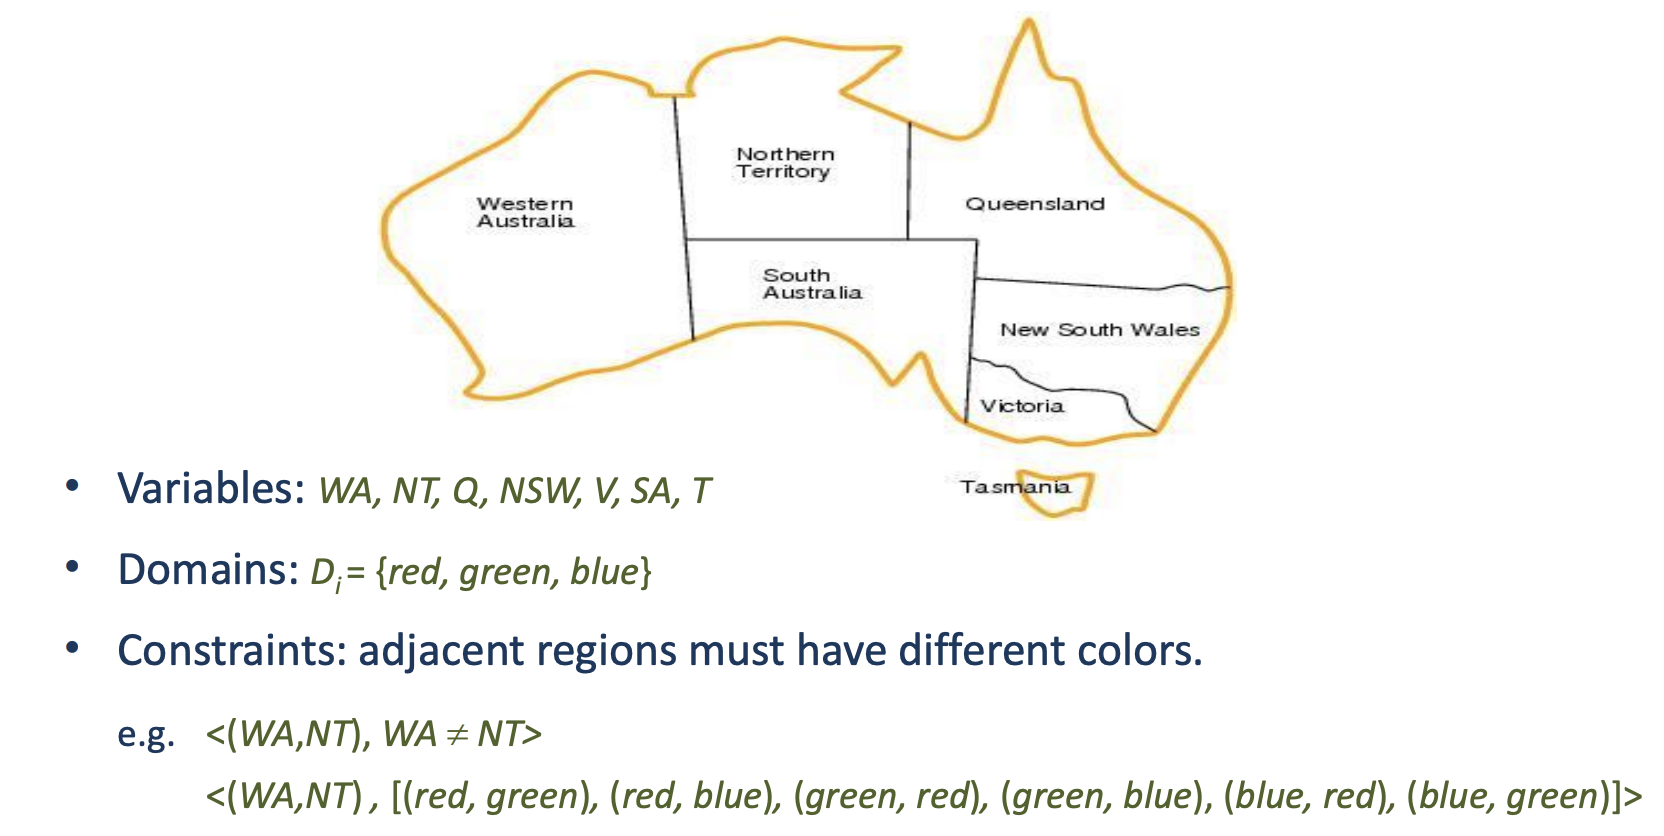 Northern
Territory
Western
Australia
Queensland
South
Australia
New South Wales
Victoria
Tasmania
• Variables: WA, NT, Q, NSW, V, SA, T
• Domains: Di = {red, green, blue}
• Constraints: adjacent regions must have different colors.
e.g. <(WA,NT), WA ≠ NT>
<(WA,NT) , [(red, green), (red, blue), (green, red), (green, blue), (blue, red), (blue, green)]>